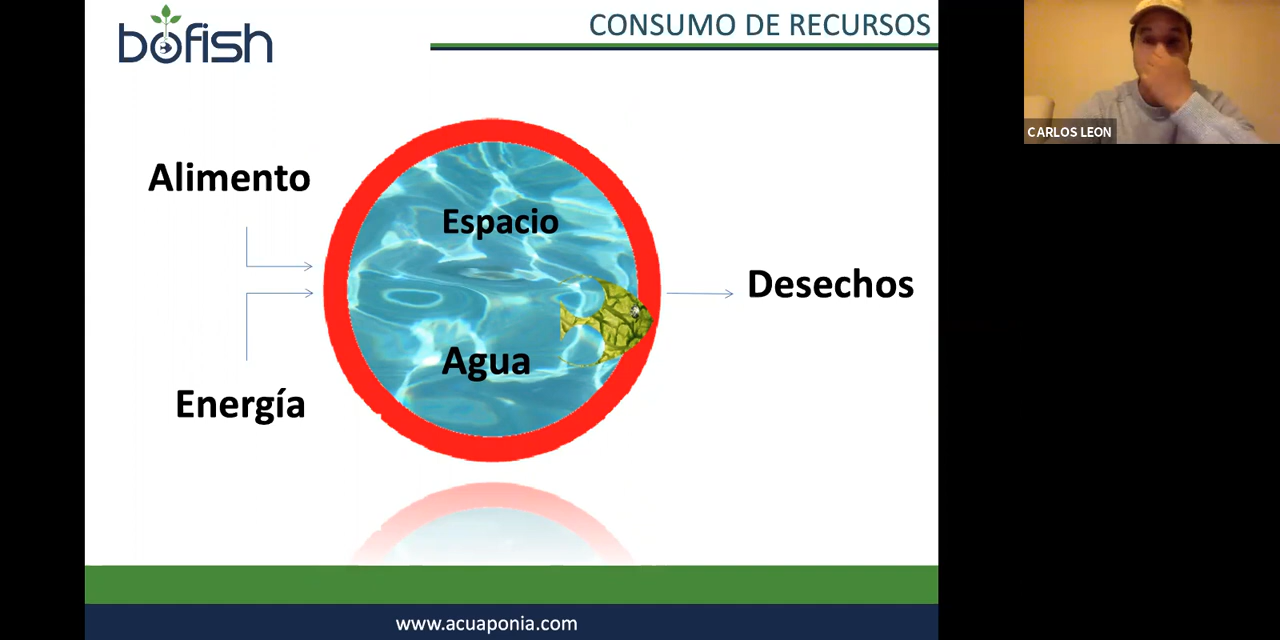 bofish
CONSUMO DE RECURSOS
CARLOS LEON
Alimento
Espacio
Desechos
Agua
Energía
www.acuaponia.com